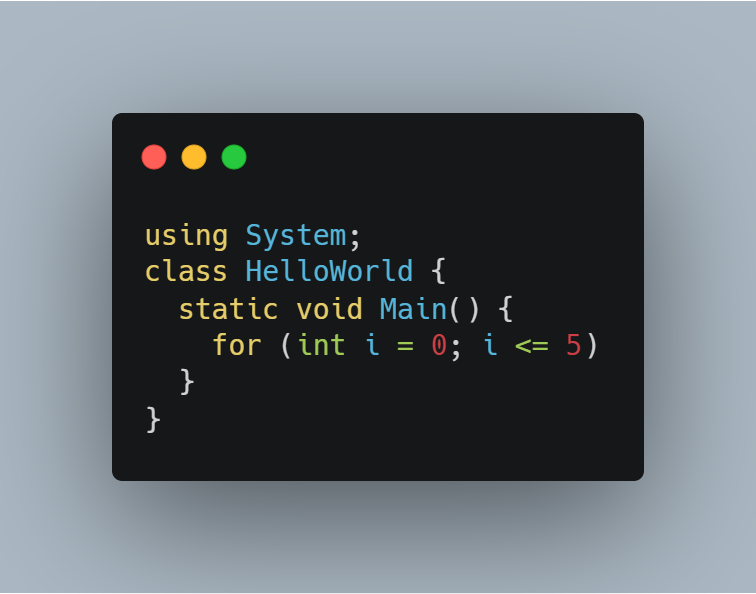 using System;
class HelloWorld {
  static void Main() {
    for (int i = 0; i <= 5)
  }
}